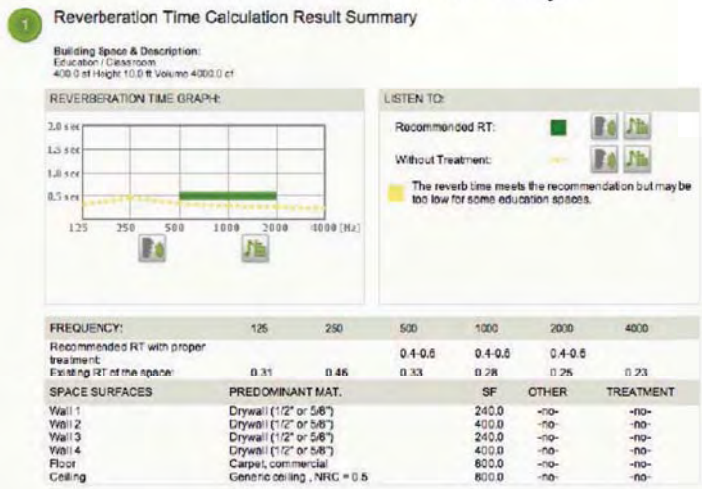 1
Reverberation Time Calculation Result Summary
Building Space & Description:
Education / Classroom
400.0 sf Height 10.0 ft Volume 4000.0 cf
REVERBERATION TIME GRAPH:
2.0 sec
1.5 sec
1.0 sec
0.5 sec
125 250 500 1000 2000 4000 [Hz]
LISTEN TO:
Recommended RT:
Without Treatment:
The reverb time meets the recommendation but may be
too low for some education spaces.
FREQUENCY: 125 250 500 1000 2000 4000
Recommended RT with proper
treatment: 0.4-0.6 0.4-0.6 0.4-0.6
Existing RT of the space: 0.31 0.46 0.33 0.28 0.25 0.23
SPACE SURFACES PREDOMINANT MAT. SF OTHER TREATMENT
Wall 1 Drywall (1/2" or 5/8") 240.0 -no- -no-
Wall 2 Drywall (1/2" or 5/8") 400.0 -no- -no-
Wall 3 Drywall (1/2" or 5/8") 240.0 -no- -no-
Wall 4 Drywall (1/2" or 5/8") 400.0 -no- -no-
Floor Carpet, commercial 800.0 -no- -no-
Ceiling Generic ceiling , NRC = 0.5 800.0 -no- -no-